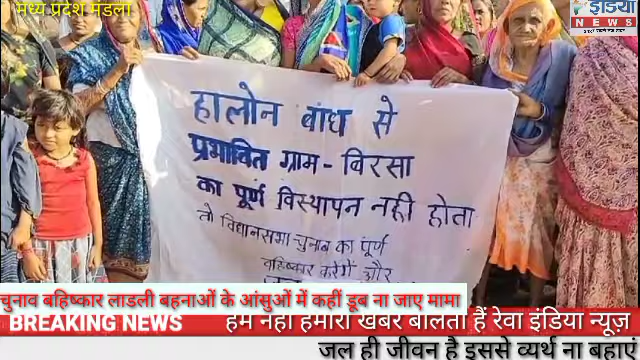 मध्य प्रदेश मंडला
इंडिया
NEWS
हालोन बांध से
प्रभावित ग्राम - बिरसा
का पूर्ण विस्थापन नही होता
तो विधानसभा चुनाव का पूर्ण
बहिष्कार करेंगे और
चुनाव बहिष्कार लाडली बहनाओं के आंसुओं में कहीं डूब ना जाए मामा
BREAKING NEWS
हम नहीं हमारी खबर बोलती हैं रेवा इंडिया न्यूज़
जल ही जीवन है इससे व्यर्थ ना बहाएं